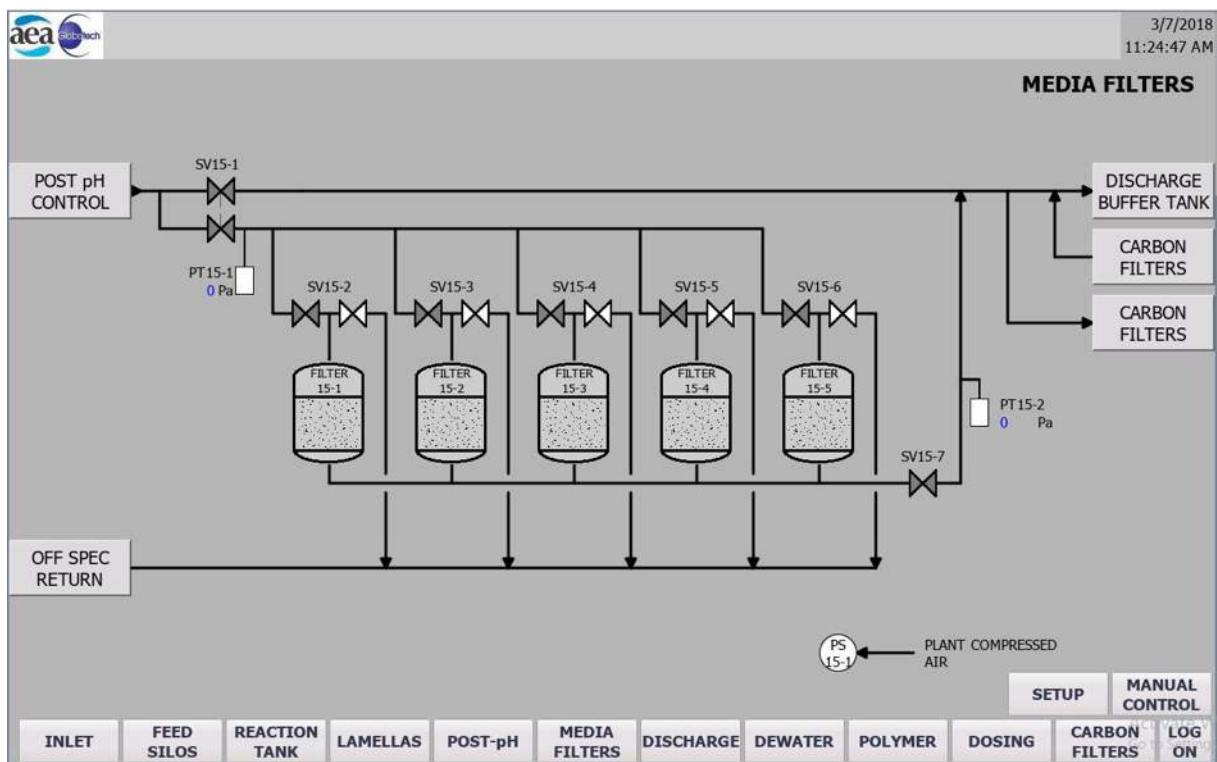 aea
Globotech
3/7/2018
11:24:47 AM
MEDIA FILTERS
SV15-1
POST pH
CONTROL
DISCHARGE
BUFFER TANK
CARBON
FILTERS
CARBON
FILTERS
PT15-1
0 Pa
SV15-2
SV15-3
SV15-4
SV15-5
SV15-6
FILTER
15-1
FILTER
15-2
FILTER
15-3
FILTER
15-4
FILTER
15-5
PT15-2
0 Pa
SV15-7
OFF SPEC
RETURN
PS
15-1
PLANT COMPRESSED
AIR
SETUP
MANUAL
CONTROL
INLET
FEED
SILOS
REACTION
TANK
LAMELLAS
POST-pH
MEDIA
FILTERS
DISCHARGE
DEWATER
POLYMER
DOSING
CARBON
FILTERS
LOG
ON